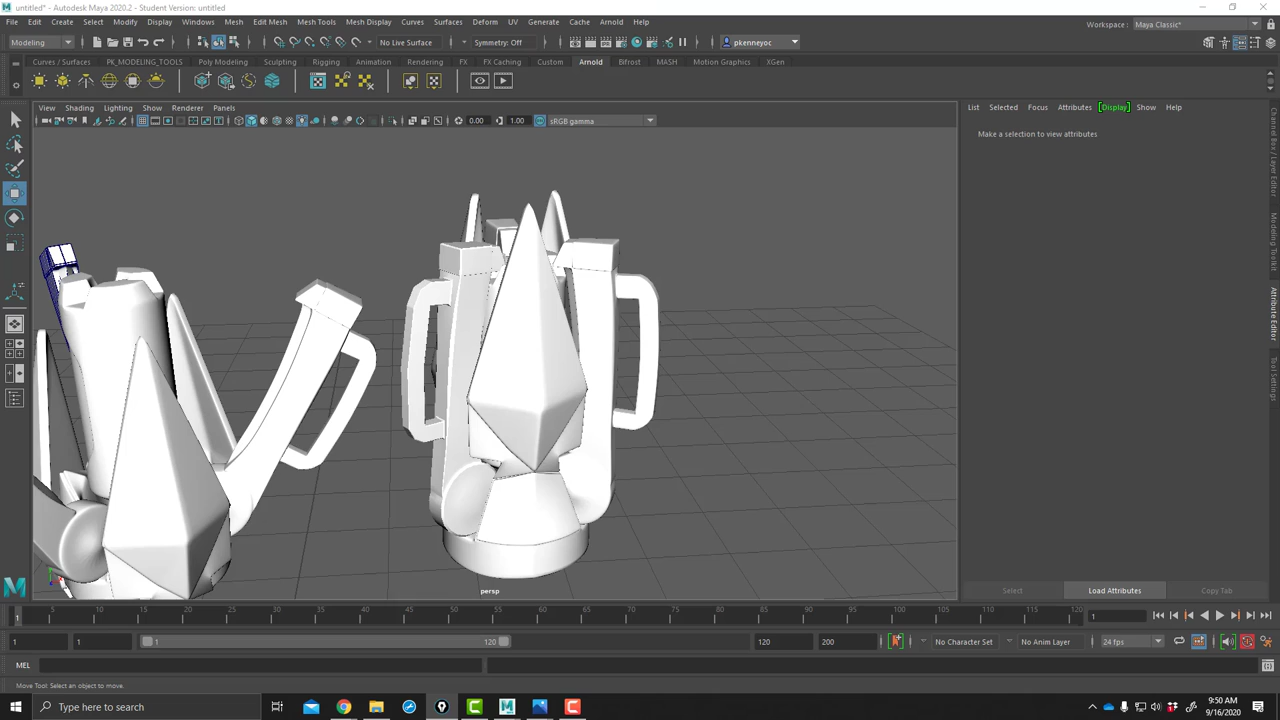 untitled* - Autodesk Maya 2020.2 - Student Version: untitled
File Edit Create Select Modify Display Windows Mesh Edit Mesh Mesh Tools Mesh Display Curves Surfaces Deform UV Generate Cache Arnold Help
Workspace: Maya Classic*
Modeling No Live Surface Symmetry: Off pkenneyoc
Curves / Surfaces PK_MODELING_TOOLS Poly Modeling Sculpting Rigging Animation Rendering FX FX Caching Custom Arnold Bifrost MASH Motion Graphics XGen
View Shading Lighting Show Renderer Panels
0.00 1.00 sRGB gamma
List Selected Focus Attributes [Display] Show Help
Make a selection to view attributes
Channel Box / Layer Editor
Modeling Toolkit
Attribute Editor
Tool Settings
persp
Select Load Attributes Copy Tab
1 5 10 15 20 25 30 35 40 45 50 55 60 65 70 75 80 85 90 95 100 105 110 115 120 1
1 1 1 120 120 200 No Character Set No Anim Layer 24 fps
MEL
Move Tool: Select an object to move.
Type here to search
9:50 AM
9/16/2020